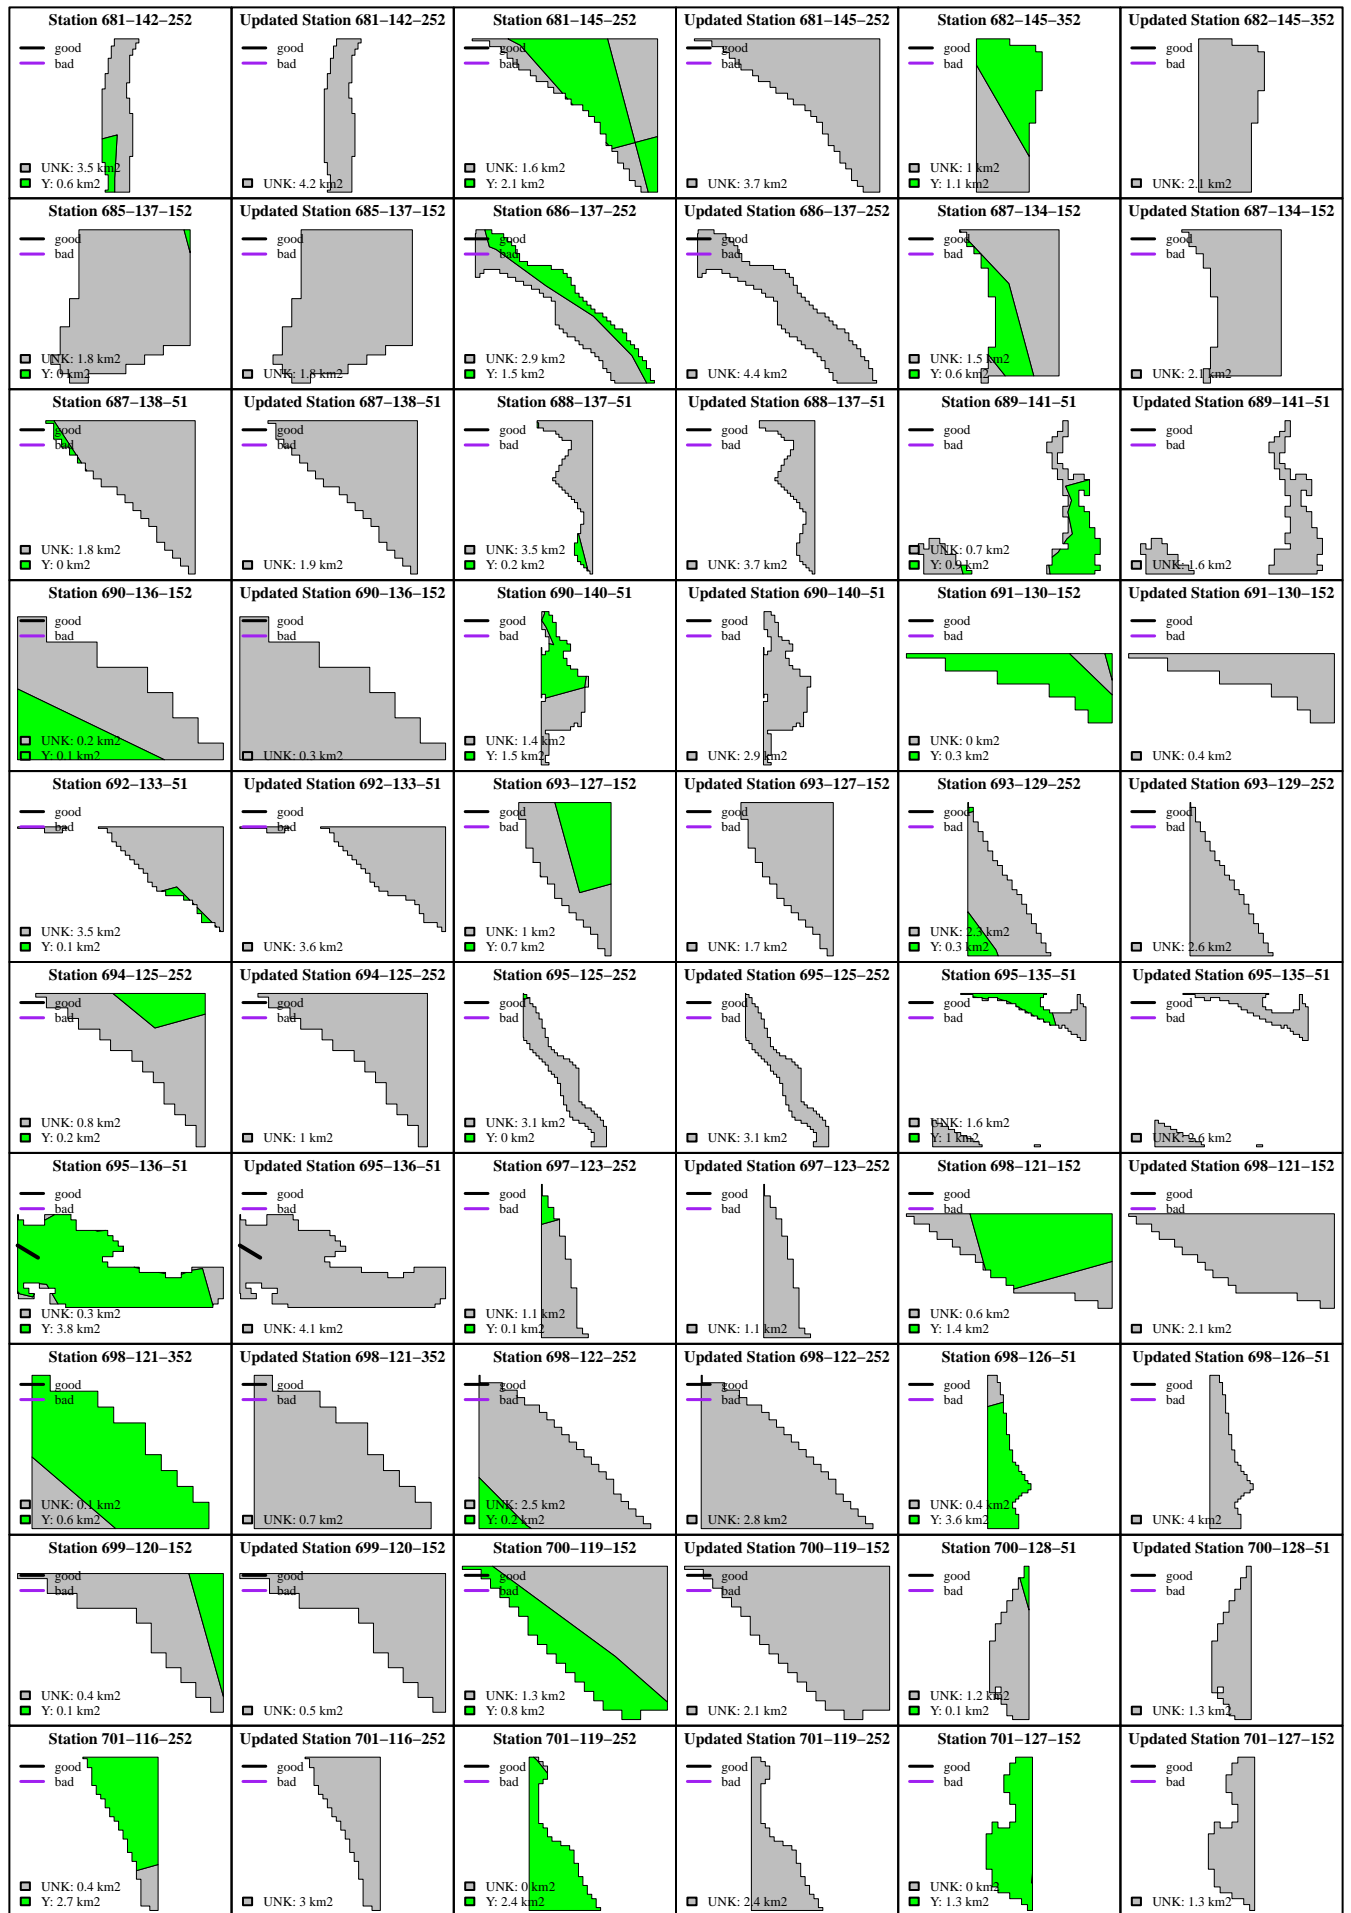 Station 681−142−252
good
bad
UNK: 3.5 km2
Y: 0.6 km2
Updated Station 681−142−252
good
bad
UNK: 4.2 km2
Station 681−145−252
good
bad
UNK: 1.6 km2
Y: 2.1 km2
Updated Station 681−145−252
good
bad
UNK: 3.7 km2
Station 682−145−352
good
bad
UNK: 1 km2
Y: 1.1 km2
Updated Station 682−145−352
good
bad
UNK: 2.1 km2
Station 685−137−152
good
bad
UNK: 1.8 km2
Y: 0 km2
Updated Station 685−137−152
good
bad
UNK: 1.8 km2
Station 686−137−252
good
bad
UNK: 2.9 km2
Y: 1.5 km2
Updated Station 686−137−252
good
bad
UNK: 4.4 km2
Station 687−134−152
good
bad
UNK: 1.5 km2
Y: 0.6 km2
Updated Station 687−134−152
good
bad
UNK: 2.1 km2
Station 687−138−51
good
bad
UNK: 1.8 km2
Y: 0 km2
Updated Station 687−138−51
good
bad
UNK: 1.9 km2
Station 688−137−51
good
bad
UNK: 3.5 km2
Y: 0.2 km2
Updated Station 688−137−51
good
bad
UNK: 3.7 km2
Station 689−141−51
good
bad
UNK: 0.7 km2
Y: 0.9 km2
Updated Station 689−141−51
good
bad
UNK: 1.6 km2
Station 690−136−152
good
bad
UNK: 0.2 km2
Y: 0.1 km2
Updated Station 690−136−152
good
bad
UNK: 0.3 km2
Station 690−140−51
good
bad
UNK: 1.4 km2
Y: 1.5 km2
Updated Station 690−140−51
good
bad
UNK: 2.9 km2
Station 691−130−152
good
bad
UNK: 0 km2
Y: 0.3 km2
Updated Station 691−130−152
good
bad
UNK: 0.4 km2
Station 692−133−51
good
bad
UNK: 3.5 km2
Y: 0.1 km2
Updated Station 692−133−51
good
bad
UNK: 3.6 km2
Station 693−127−152
good
bad
UNK: 1 km2
Y: 0.7 km2
Updated Station 693−127−152
good
bad
UNK: 1.7 km2
Station 693−129−252
good
bad
UNK: 2.3 km2
Y: 0.3 km2
Updated Station 693−129−252
good
bad
UNK: 2.6 km2
Station 694−125−252
good
bad
UNK: 0.8 km2
Y: 0.2 km2
Updated Station 694−125−252
good
bad
UNK: 1 km2
Station 695−125−252
good
bad
UNK: 3.1 km2
Y: 0 km2
Updated Station 695−125−252
good
bad
UNK: 3.1 km2
Station 695−135−51
good
bad
UNK: 1.6 km2
Y: 1 km2
Updated Station 695−135−51
good
bad
UNK: 2.6 km2
Station 695−136−51
good
bad
UNK: 0.3 km2
Y: 3.8 km2
Updated Station 695−136−51
good
bad
UNK: 4.1 km2
Station 697−123−252
good
bad
UNK: 1.1 km2
Y: 0.1 km2
Updated Station 697−123−252
good
bad
UNK: 1.1 km2
Station 698−121−152
good
bad
UNK: 0.6 km2
Y: 1.4 km2
Updated Station 698−121−152
good
bad
UNK: 2.1 km2
Station 698−121−352
good
bad
UNK: 0.1 km2
Y: 0.6 km2
Updated Station 698−121−352
good
bad
UNK: 0.7 km2
Station 698−122−252
good
bad
UNK: 2.5 km2
Y: 0.2 km2
Updated Station 698−122−252
good
bad
UNK: 2.8 km2
Station 698−126−51
good
bad
UNK: 0.4 km2
Y: 3.6 km2
Updated Station 698−126−51
good
bad
UNK: 4 km2
Station 699−120−152
good
bad
UNK: 0.4 km2
Y: 0.1 km2
Updated Station 699−120−152
good
bad
UNK: 0.5 km2
Station 700−119−152
good
bad
UNK: 1.3 km2
Y: 0.8 km2
Updated Station 700−119−152
good
bad
UNK: 2.1 km2
Station 700−128−51
good
bad
UNK: 1.2 km2
Y: 0.1 km2
Updated Station 700−128−51
good
bad
UNK: 1.3 km2
Station 701−116−252
good
bad
UNK: 0.4 km2
Y: 2.7 km2
Updated Station 701−116−252
good
bad
UNK: 3 km2
Station 701−119−252
good
bad
UNK: 0 km2
Y: 2.4 km2
Updated Station 701−119−252
good
bad
UNK: 2.4 km2
Station 701−127−152
good
bad
UNK: 0 km2
Y: 1.3 km2
Updated Station 701−127−152
good
bad
UNK: 1.3 km2